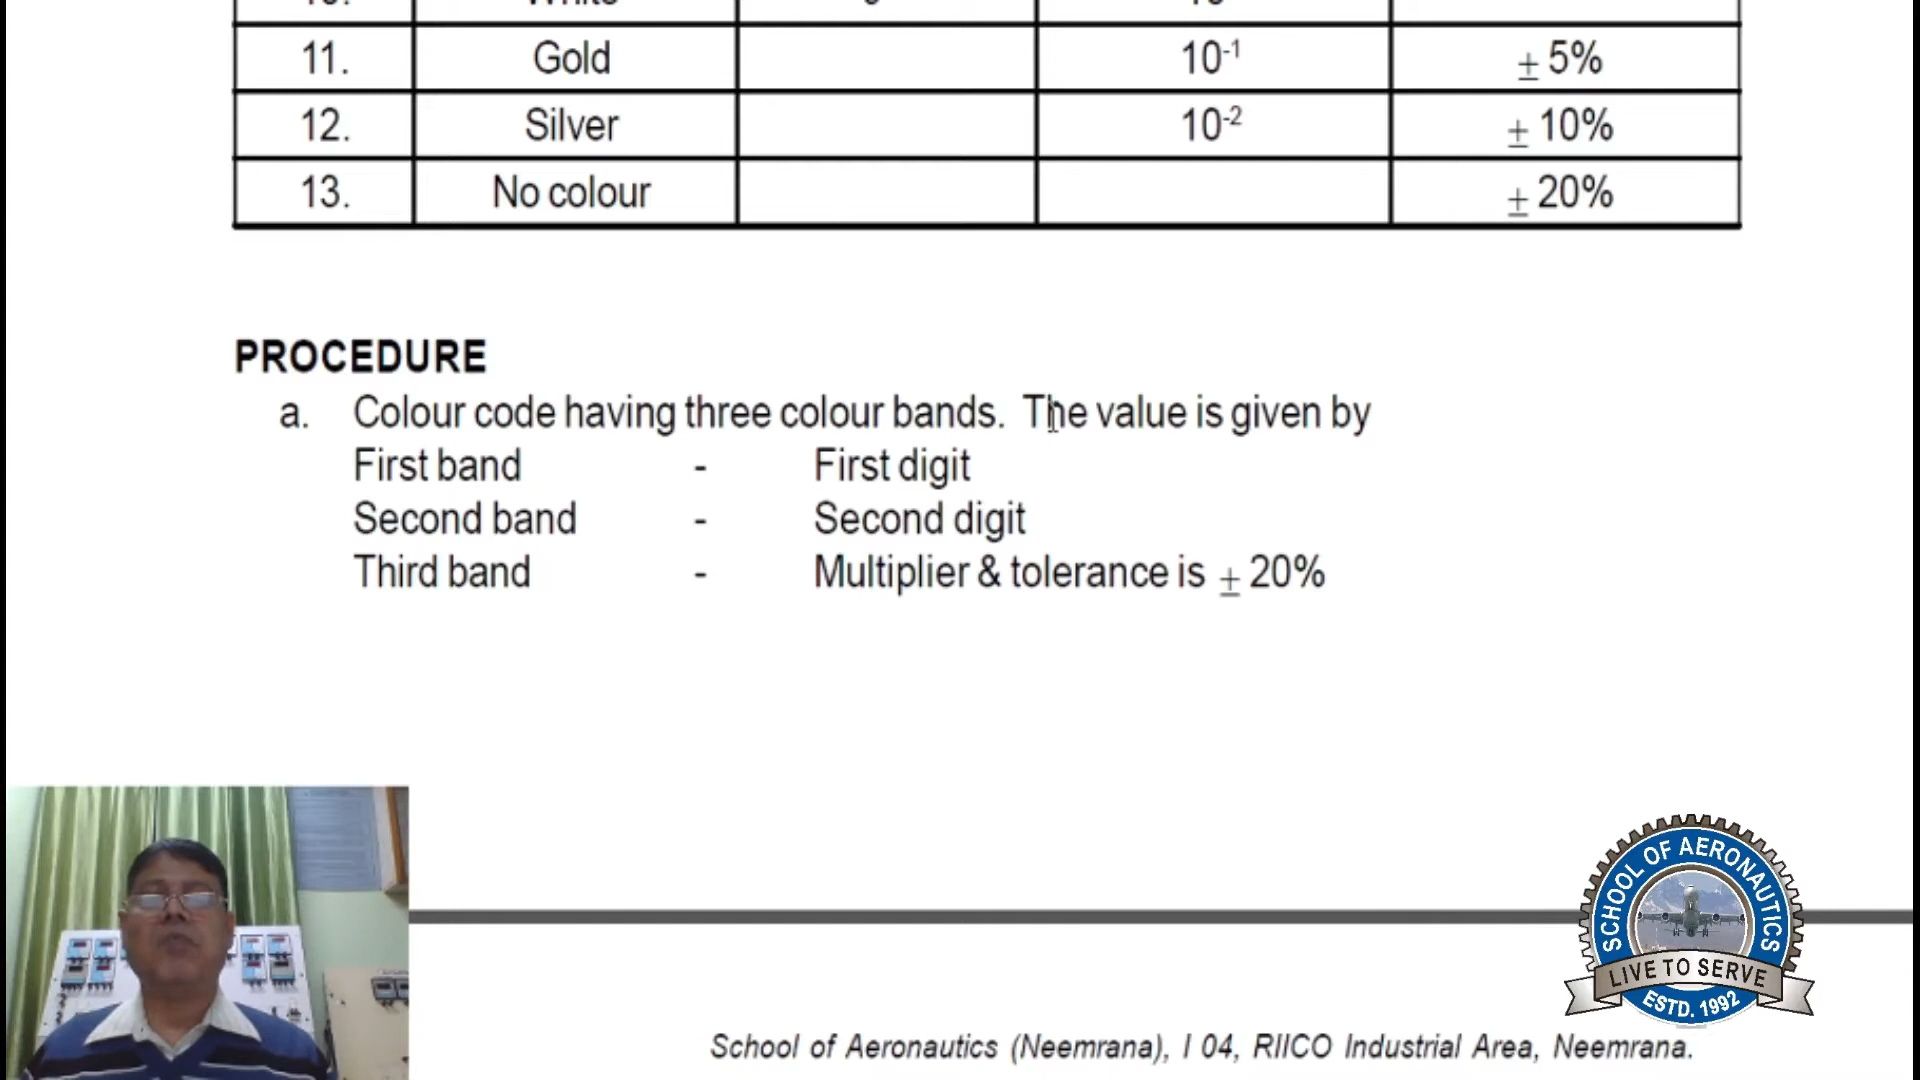 11. Gold 10-1 ± 5%
12. Silver 10-2 ± 10%
13. No colour ± 20%
PROCEDURE
a. Colour code having three colour bands. The value is given by
First band - First digit
Second band - Second digit
Third band - Multiplier & tolerance is ± 20%
SCHOOL OF AERONAUTICS
LIVE TO SERVE
ESTD. 1992
School of Aeronautics (Neemrana), I 04, RIICO Industrial Area, Neemrana.